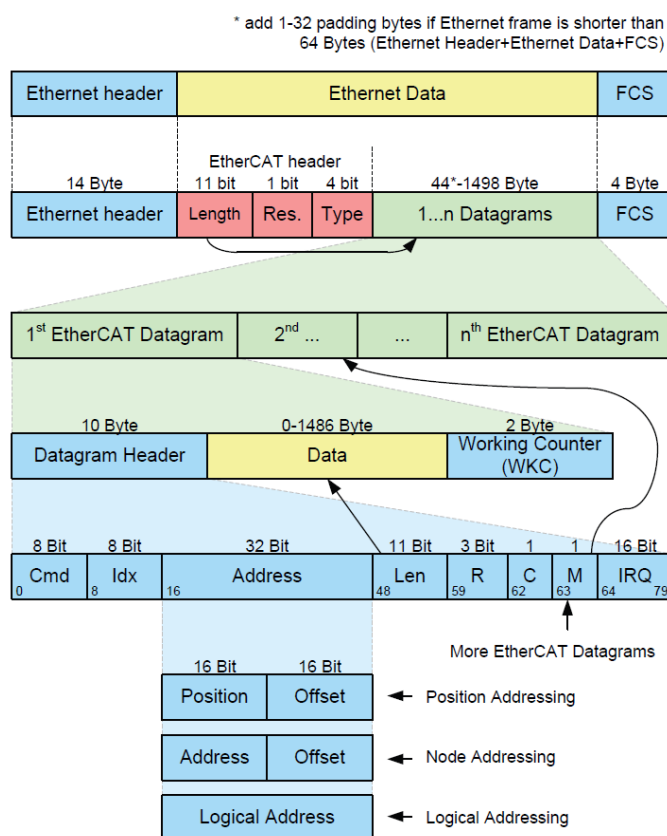 * add 1-32 padding bytes if Ethernet frame is shorter than
64 Bytes (Ethernet Header+Ethernet Data+FCS)
Ethernet header Ethernet Data FCS
EtherCAT header
14 Byte 11 bit 1 bit 4 bit 44*-1498 Byte 4 Byte
Ethernet header Length Res. Type 1...n Datagrams FCS
1st EtherCAT Datagram 2nd ... ... nth EtherCAT Datagram
10 Byte 0-1486 Byte 2 Byte
Datagram Header Data Working Counter
(WKC)
8 Bit 8 Bit 32 Bit 11 Bit 3 Bit 1 1 16 Bit
Cmd Idx Address Len R C M IRQ
0 8 16 48 59 62 63 64 79
More EtherCAT Datagrams
16 Bit 16 Bit
Position Offset Position Addressing
Address Offset Node Addressing
Logical Address Logical Addressing